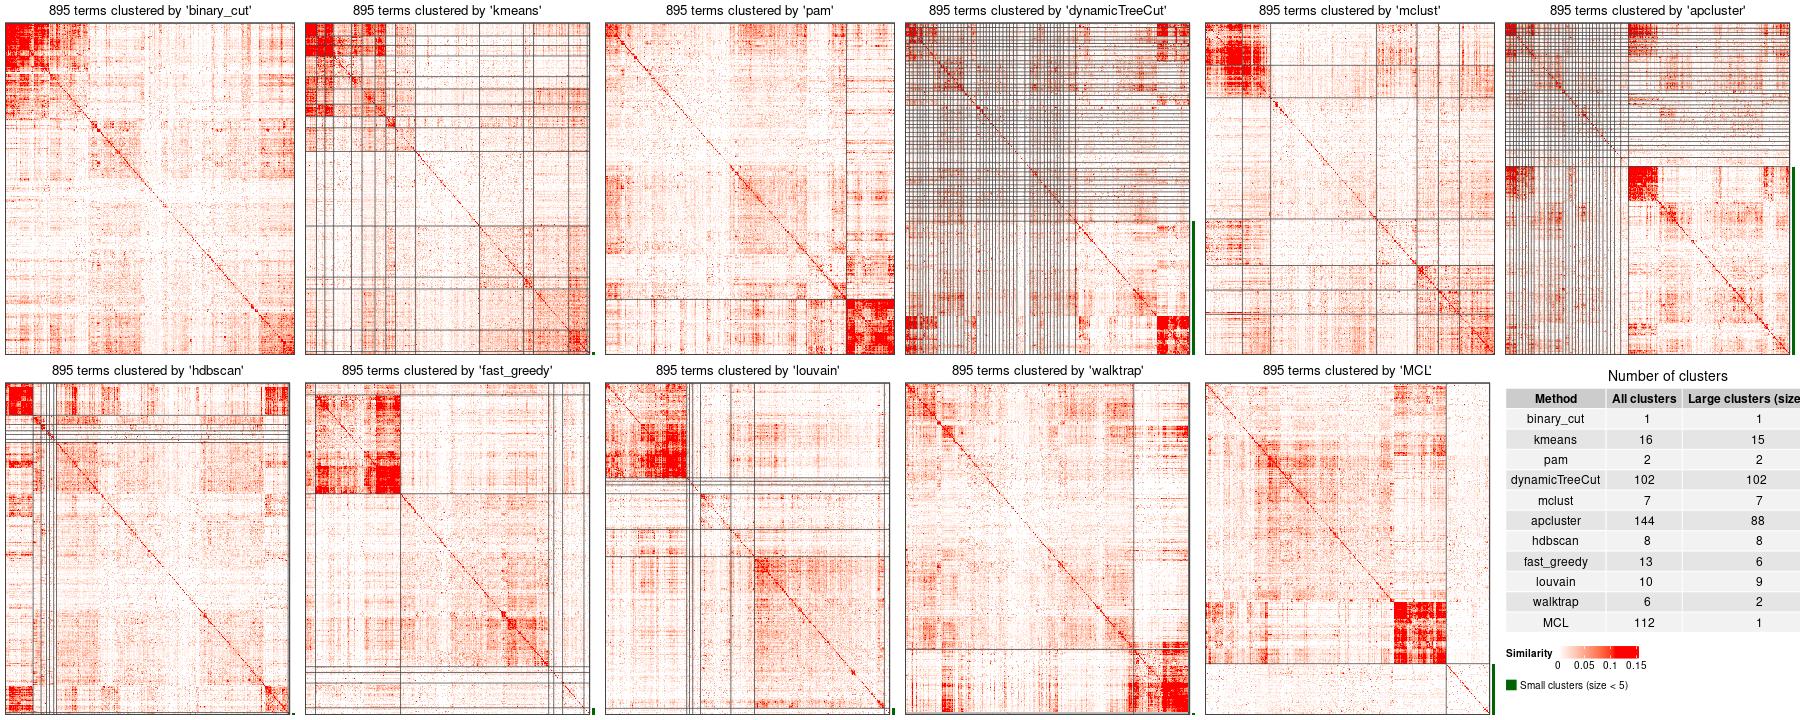 895 terms clustered by 'binary_cut'
895 terms clustered by 'kmeans'
895 terms clustered by 'pam'
895 terms clustered by 'dynamicTreeCut'
895 terms clustered by 'mclust'
895 terms clustered by 'apcluster'
895 terms clustered by 'hdbscan'
895 terms clustered by 'fast_greedy'
895 terms clustered by 'louvain'
895 terms clustered by 'walktrap'
895 terms clustered by 'MCL'
Number of clusters
Method All clusters Large clusters (size
binary_cut 1 1
kmeans 16 15
pam 2 2
dynamicTreeCut 102 102
mclust 7 7
apcluster 144 88
hdbscan 8 8
fast_greedy 13 6
louvain 10 9
walktrap 6 2
MCL 112 1
Similarity
0 0.05 0.1 0.15
Small clusters (size < 5)